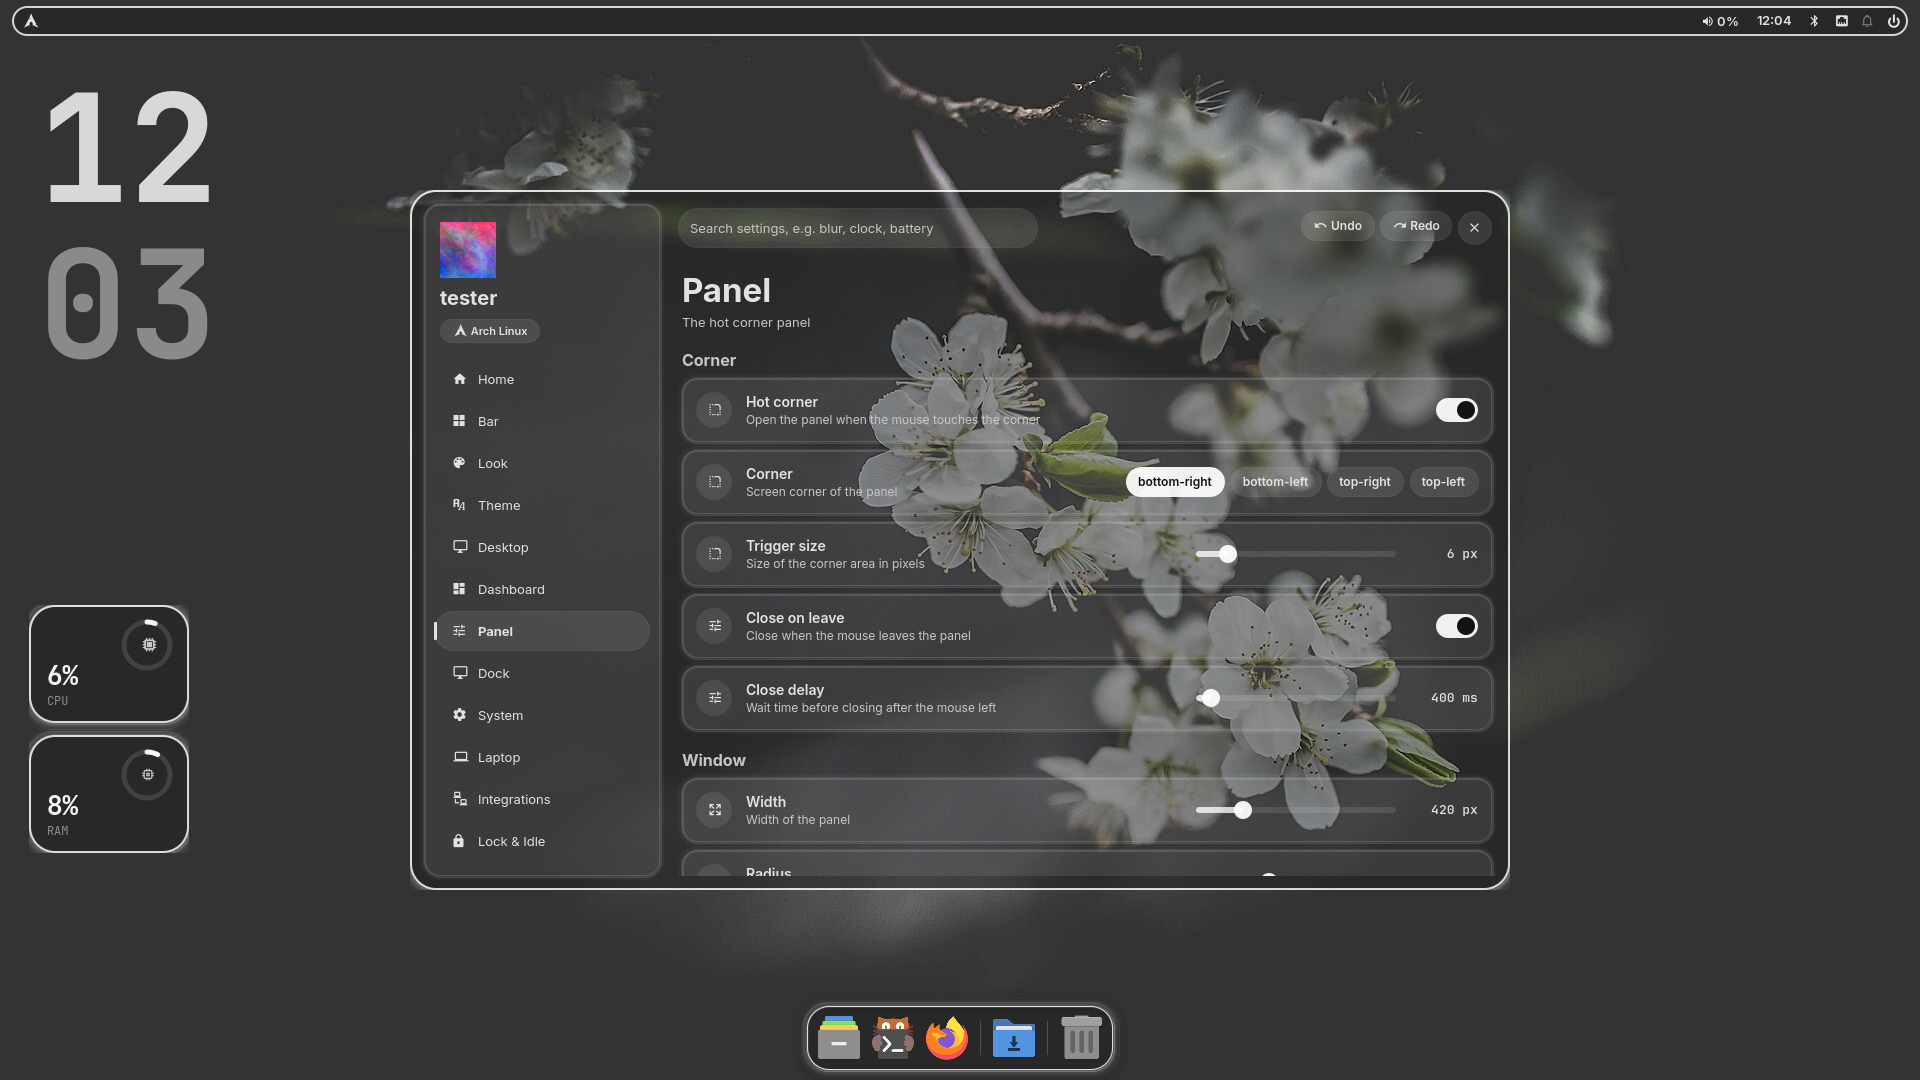 0%
12:04
12
03
6%
CPU
8%
RAM
tester
Arch Linux
Home
Bar
Look
Theme
Desktop
Dashboard
Panel
Dock
System
Laptop
Integrations
Lock & Idle
Search settings, e.g. blur, clock, battery
Undo
Redo
Panel
The hot corner panel
Corner
Hot corner
Open the panel when the mouse touches the corner
Corner
Screen corner of the panel
bottom-right
bottom-left
top-right
top-left
Trigger size
Size of the corner area in pixels
6 px
Close on leave
Close when the mouse leaves the panel
Close delay
Wait time before closing after the mouse left
400 ms
Window
Width
Width of the panel
420 px
Radius